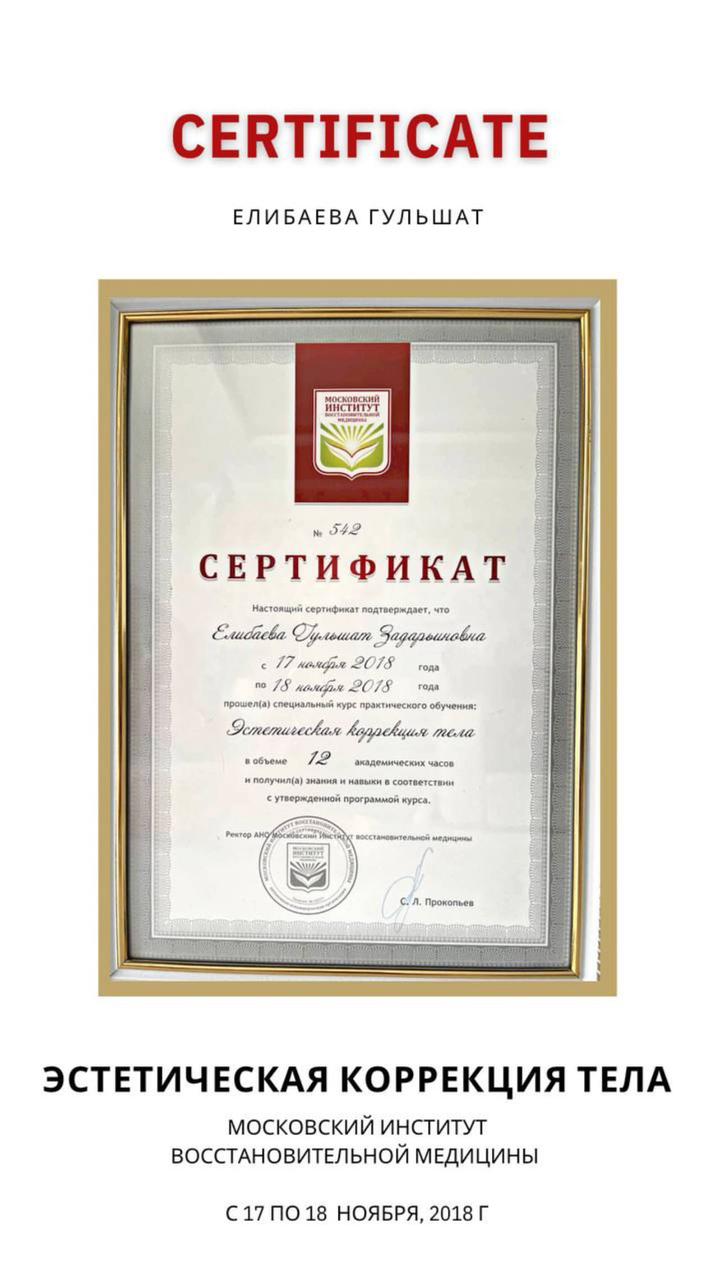 CERTIFICATE
ЕЛИБАЕВА ГУЛЬШАТ
МОСКОВСКИЙ
ИНСТИТУТ
ВОССТАНОВИТЕЛЬНОЙ
МЕДИЦИНЫ
№ 542
СЕРТИФИКАТ
Настоящий сертификат подтверждает, что
Елибаева Гульшат Задарьиновна
с 17 ноября 2018 года
по 18 ноября 2018 года
прошел(а) специальный курс практического обучения:
Эстетическая коррекция тела
в объеме 12 академических часов
и получил(а) знания и навыки в соответствии
с утвержденной программой курса.
Ректор АНО Московский Институт восстановительной медицины
МОСКОВСКИЙ
ИНСТИТУТ
С. Л. Прокопьев
ЭСТЕТИЧЕСКАЯ КОРРЕКЦИЯ ТЕЛА
МОСКОВСКИЙ ИНСТИТУТ
ВОССТАНОВИТЕЛЬНОЙ МЕДИЦИНЫ
С 17 ПО 18 НОЯБРЯ, 2018 Г